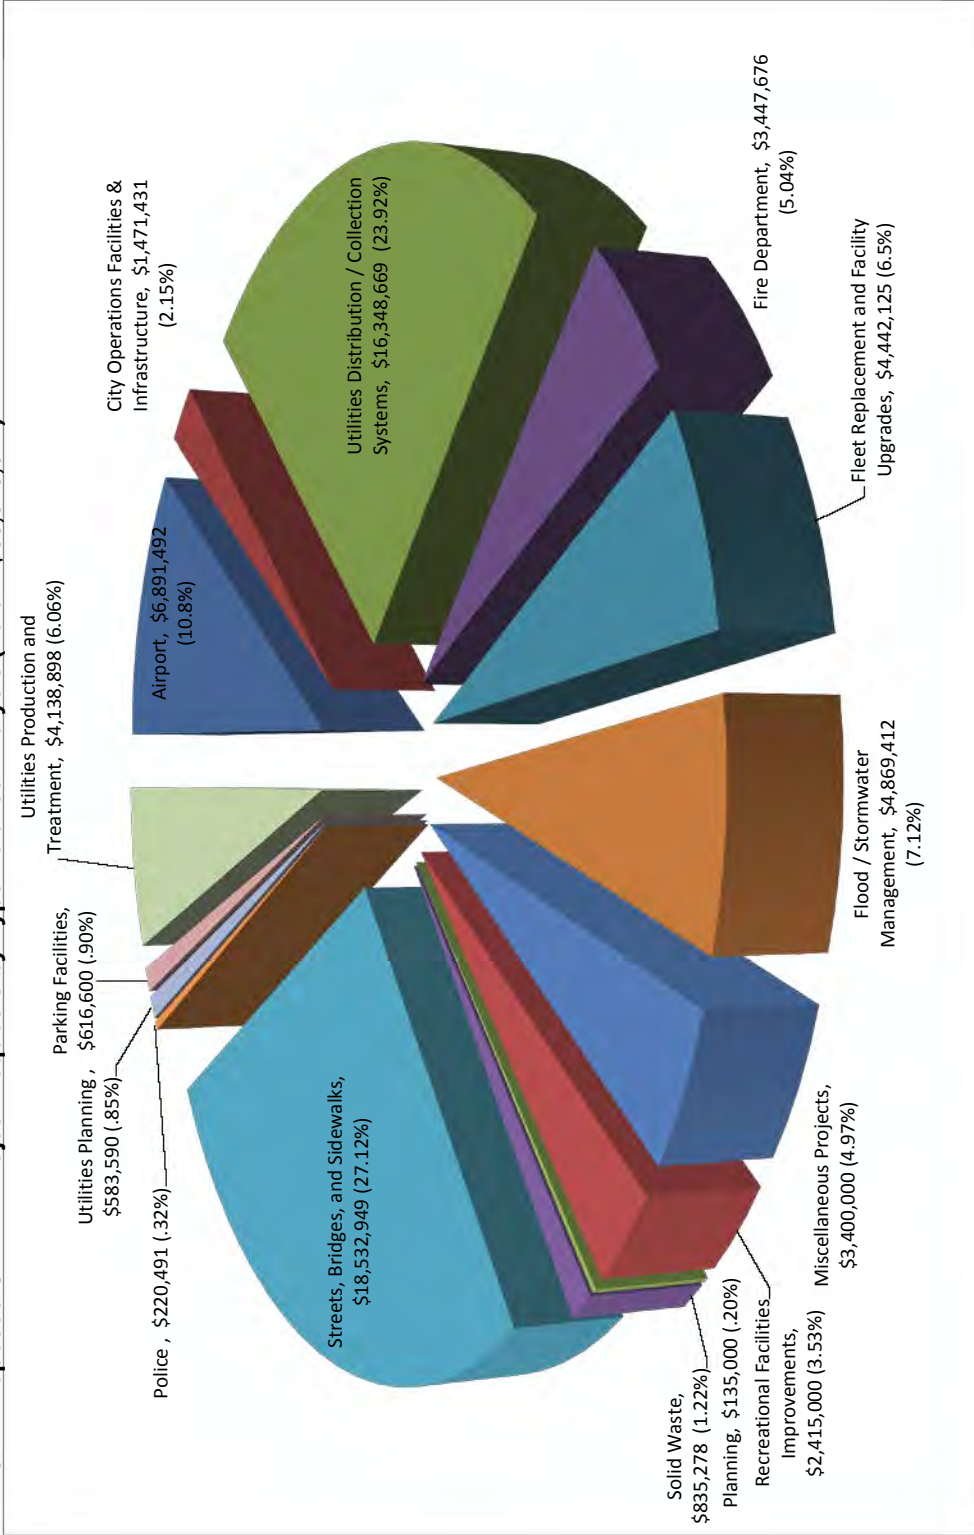 Utilities Production and
Treatment,  $4,138,898 (6.06%)
Airport,  $6,891,492
(10.8%)
City Operations Facilities &
Infrastructure,  $1,471,431
(2.15%)
Utilities Distribution / Collection
Systems,  $16,348,669  (23.92%)
Fire Department,  $3,447,676
(5.04%)
Fleet Replacement and Facility
Upgrades, $4,442,125 (6.5%)
Flood / Stormwater
Management,  $4,869,412
(7.12%)
Miscellaneous Projects,
$3,400,000 (4.97%)
Recreational Facilities
Improvements,
$2,415,000 (3.53%)
Planning,  $135,000 (.20%)
Solid Waste,
$835,278  (1.22%)
Streets, Bridges, and Sidewalks,
$18,532,949 (27.12%)
Police ,  $220,491 (.32%)
Utilities Planning ,
$583,590 (.85%)
Parking Facilities,
$616,600 (.90%)